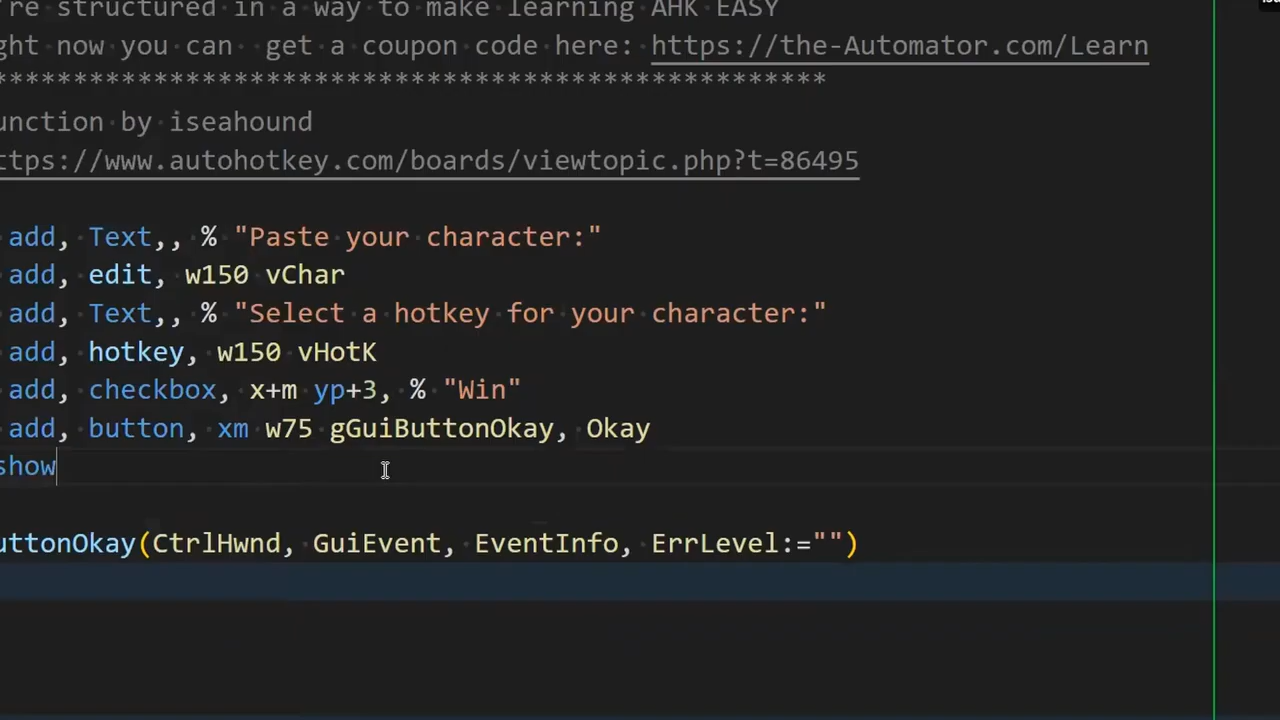 're structured in a way to make learning AHK EASY
ght now you can  get a coupon code here: https://the-Automator.com/Learn
****************************************************
unction by iseahound
ttps://www.autohotkey.com/boards/viewtopic.php?t=86495
add, Text,, % "Paste your character:"
add, edit, w150 vChar
add, Text,, % "Select a hotkey for your character:"
add, hotkey, w150 vHotK
add, checkbox, x+m yp+3, % "Win"
add, button, xm w75 gGuiButtonOkay, Okay
show
uttonOkay(CtrlHwnd, GuiEvent, EventInfo, ErrLevel:="")